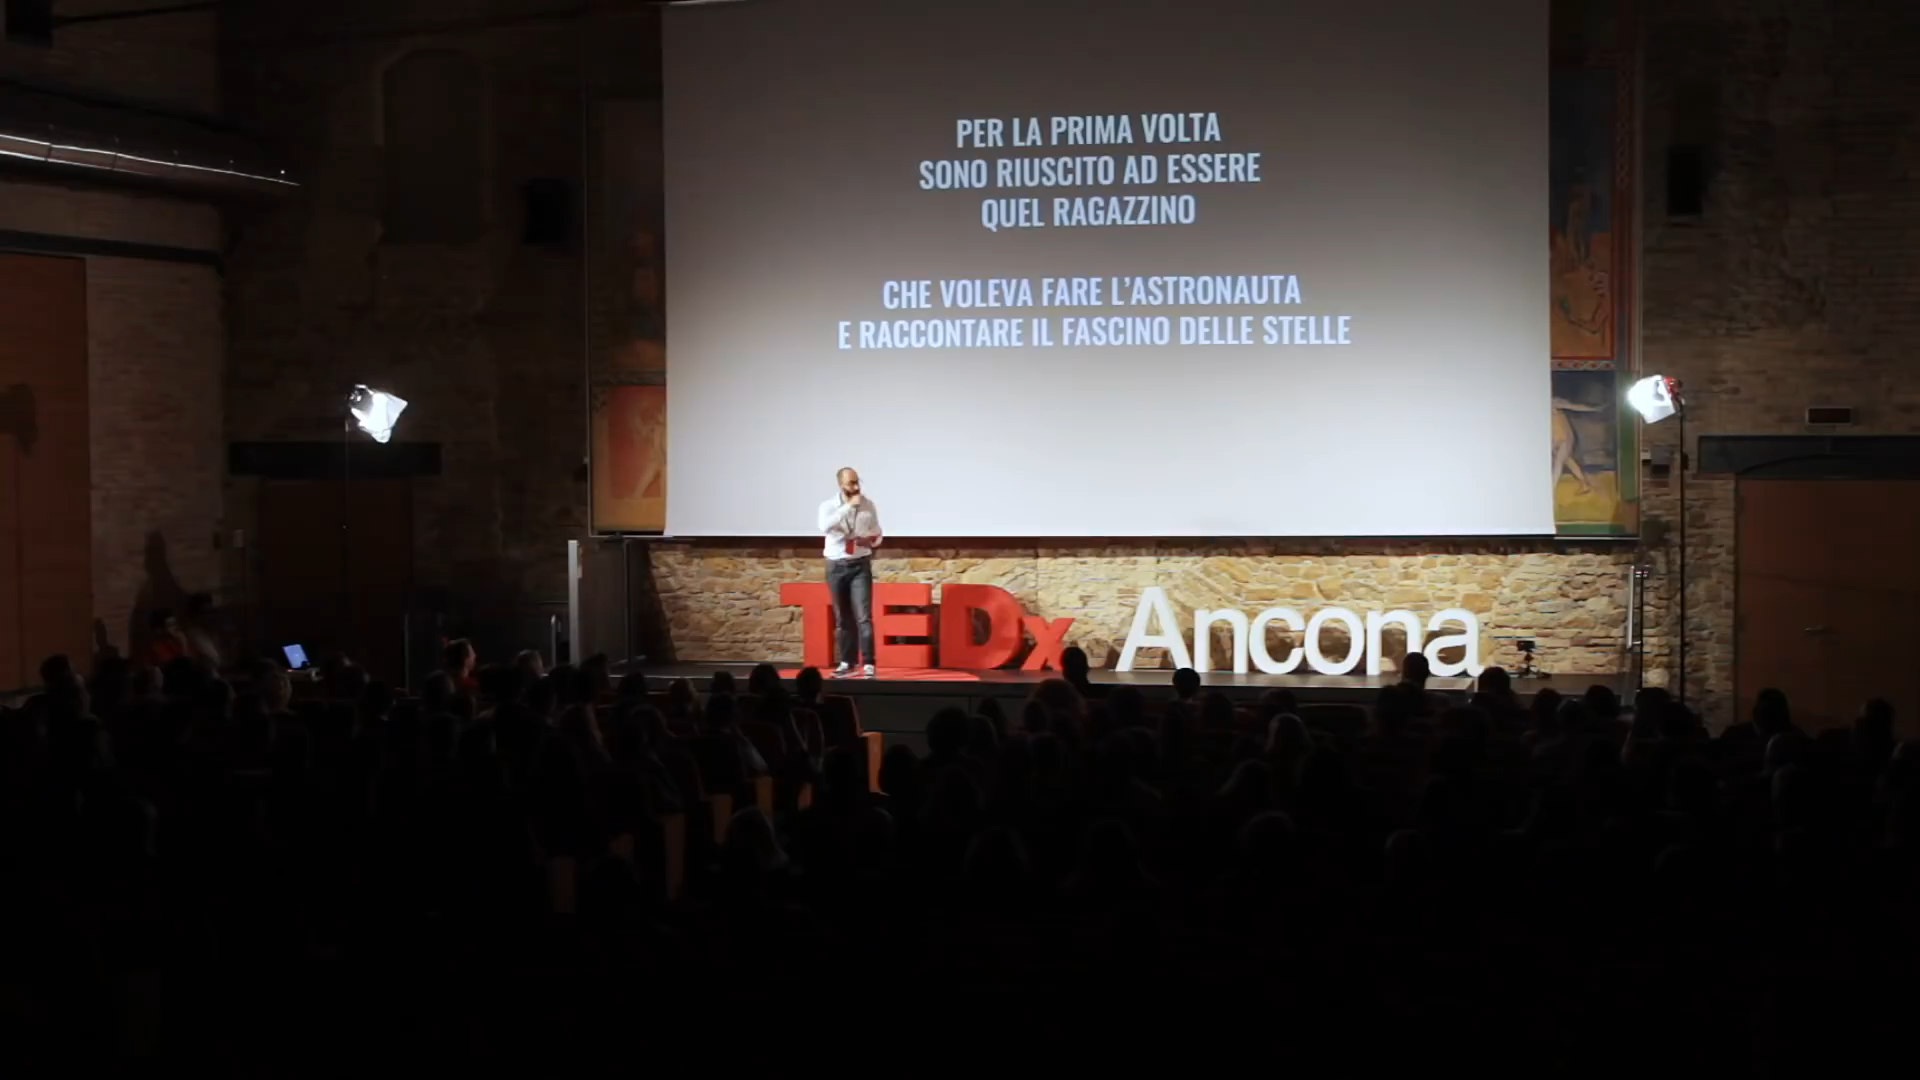 PER LA PRIMA VOLTA
SONO RIUSCITO AD ESSERE
QUEL RAGAZZINO
CHE VOLEVA FARE L'ASTRONAUTA
E RACCONTARE IL FASCINO DELLE STELLE
TEDx Ancona